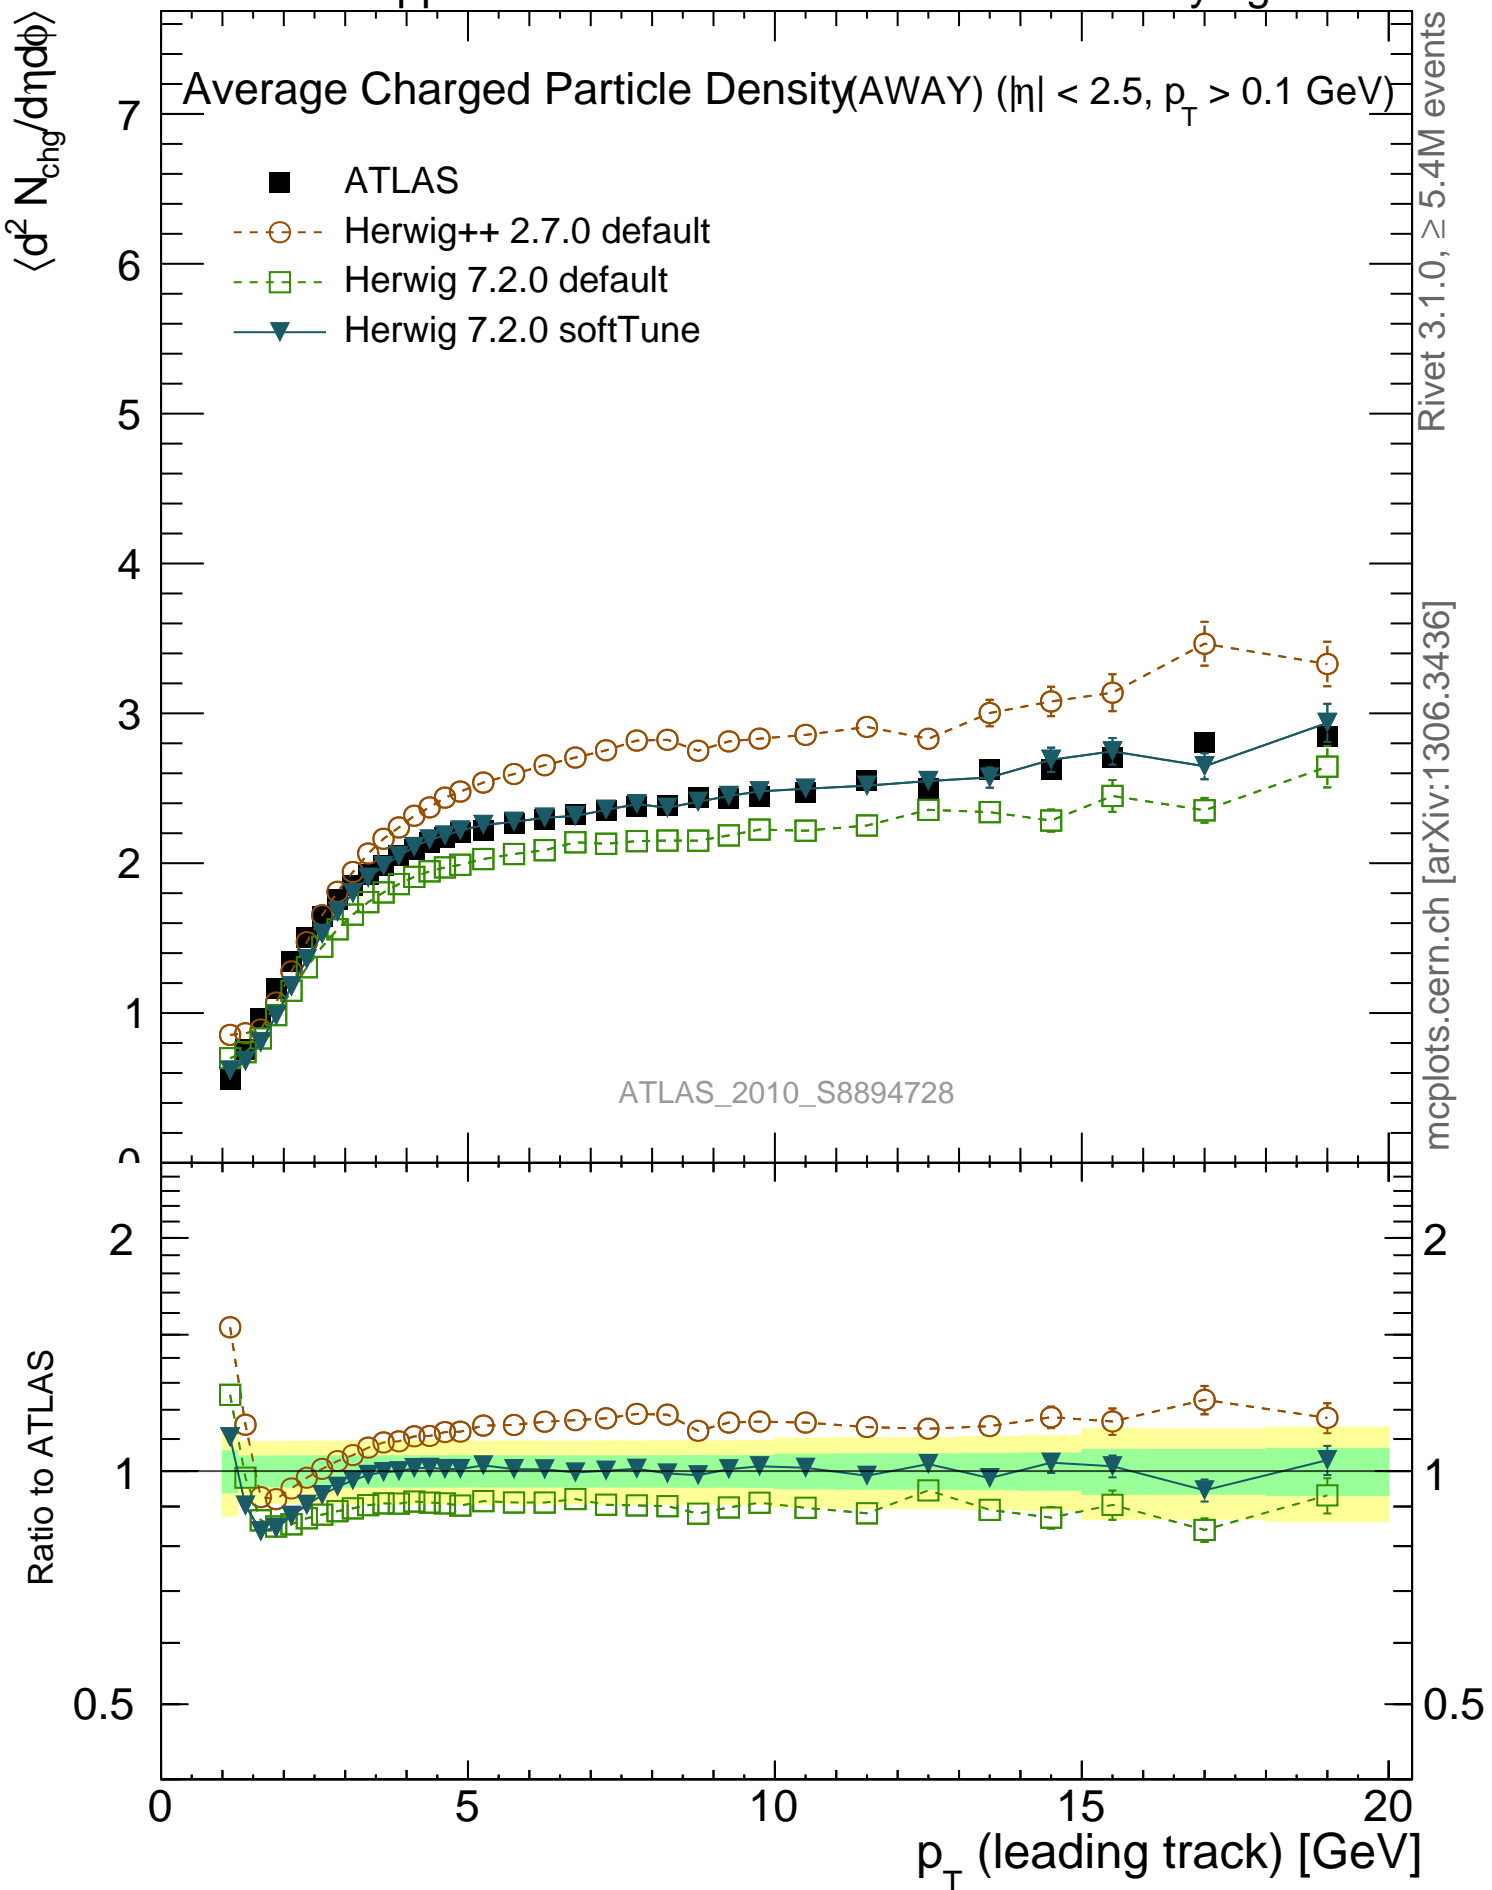 Average Charged Particle Density (AWAY) (|η| < 2.5, p_T > 0.1 GeV)
⟨d² N_chg/dηdϕ⟩
ATLAS
Herwig++ 2.7.0 default
Herwig 7.2.0 default
Herwig 7.2.0 softTune
7
6
5
4
3
2
1
0
ATLAS_2010_S8894728
Rivet 3.1.0, ≥ 5.4M events
mcplots.cern.ch [arXiv:1306.3436]
Ratio to ATLAS
2
1
0.5
2
1
0.5
0
5
10
15
20
p_T (leading track) [GeV]